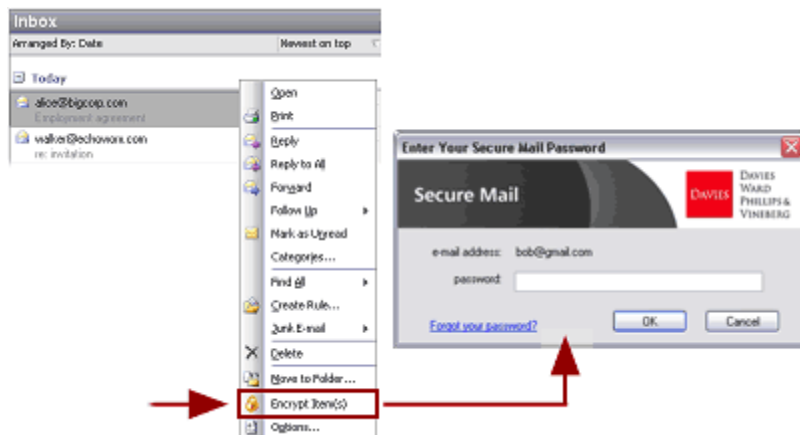 Inbox
Arranged By: Date Newest on top
Today
alice@bigcorp.com
Employment agreement
walker@echoworx.com
re: invitation
Open
Print
Reply
Reply to All
Forward
Follow Up
Mark as Unread
Categories...
Find All
Create Rule...
Junk E-mail
Delete
Move to Folder...
Encrypt Item(s)
Options...
Enter Your Secure Mail Password
Secure Mail
DAVIES
DAVIES
WARD
PHILLIPS &
VINEBERG
e-mail address: bob@gmail.com
password:
Forgot your password?
OK Cancel